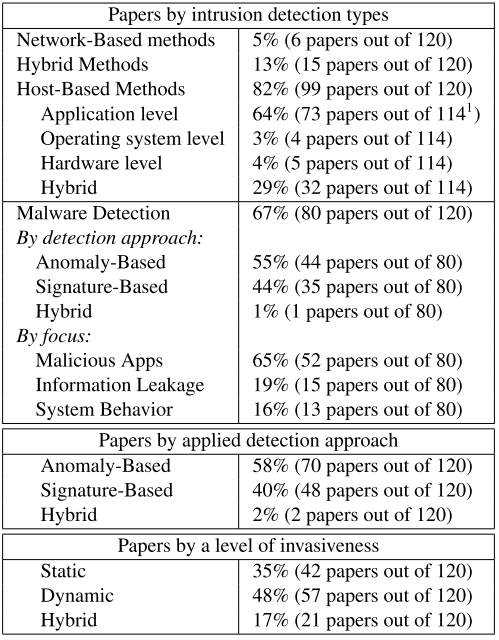 Papers by intrusion detection types
Network-Based methods 5% (6 papers out of 120)
Hybrid Methods 13% (15 papers out of 120)
Host-Based Methods 82% (99 papers out of 120)
Application level 64% (73 papers out of 114¹)
Operating system level 3% (4 papers out of 114)
Hardware level 4% (5 papers out of 114)
Hybrid 29% (32 papers out of 114)
Malware Detection 67% (80 papers out of 120)
By detection approach:
Anomaly-Based 55% (44 papers out of 80)
Signature-Based 44% (35 papers out of 80)
Hybrid 1% (1 papers out of 80)
By focus:
Malicious Apps 65% (52 papers out of 80)
Information Leakage 19% (15 papers out of 80)
System Behavior 16% (13 papers out of 80)
Papers by applied detection approach
Anomaly-Based 58% (70 papers out of 120)
Signature-Based 40% (48 papers out of 120)
Hybrid 2% (2 papers out of 120)
Papers by a level of invasiveness
Static 35% (42 papers out of 120)
Dynamic 48% (57 papers out of 120)
Hybrid 17% (21 papers out of 120)